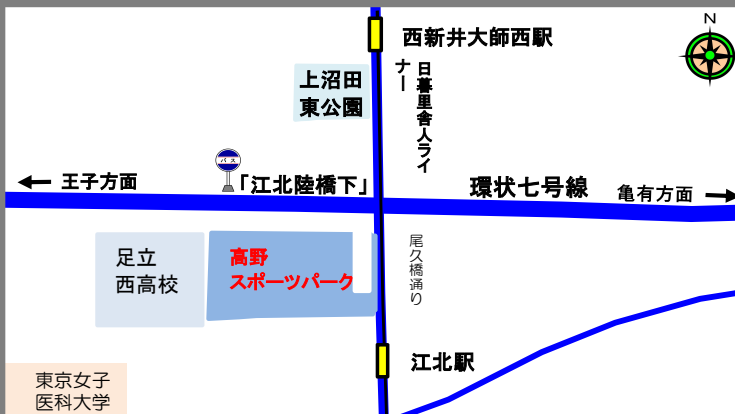 N
西新井大師西駅
日暮里舎人ライ
ナー
上沼田
東公園
バス
「江北陸橋下」
王子方面
環状七号線
亀有方面
尾久橋通り
足立
西高校
高野
スポーツパーク
江北駅
東京女子
医科大学